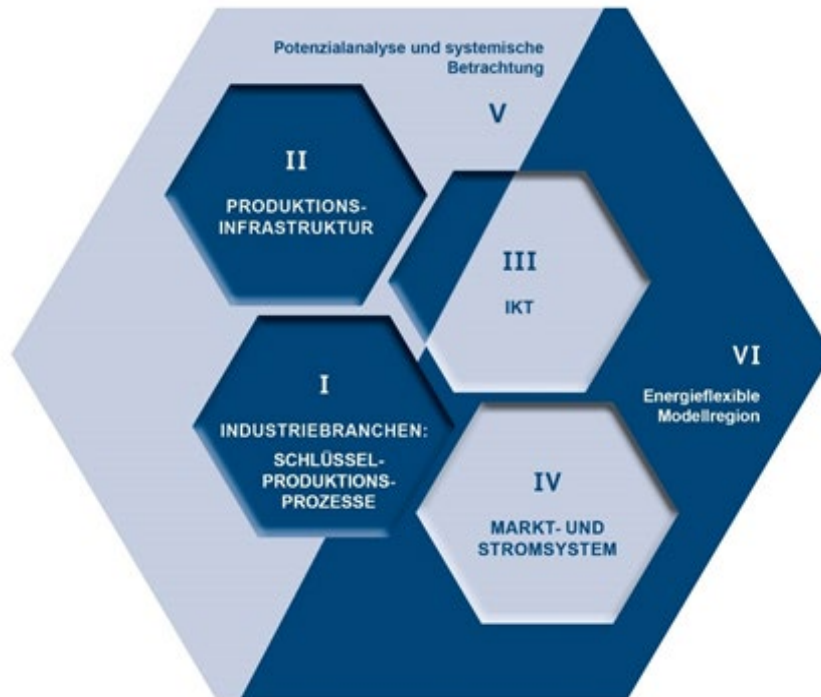 Potenzialanalyse und systemische
Betrachtung
V
II
PRODUKTIONS-
INFRASTRUKTUR
III
IKT
I
INDUSTRIEBRANCHEN:
SCHLÜSSEL-
PRODUKTIONS-
PROZESSE
VI
Energieflexible
Modellregion
IV
MARKT- UND
STROMSYSTEM